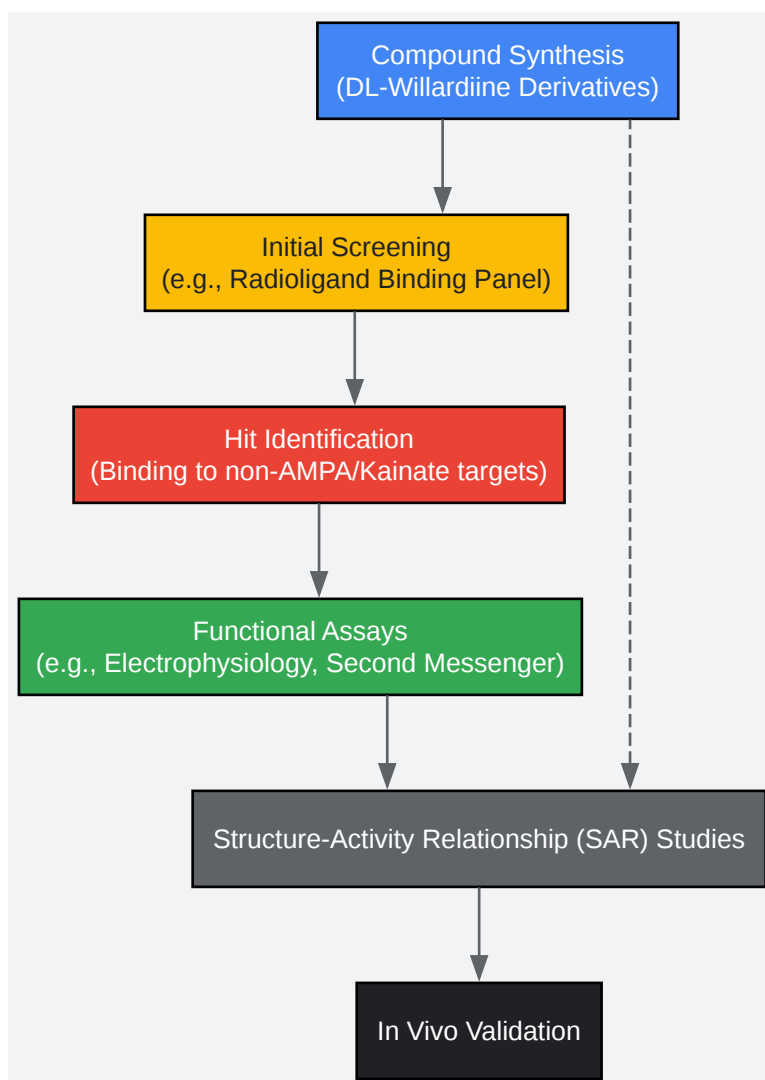 Compound Synthesis
(DL-Willardiine Derivatives)
Initial Screening
(e.g., Radioligand Binding Panel)
Hit Identification
(Binding to non-AMPA/Kainate targets)
Functional Assays
(e.g., Electrophysiology, Second Messenger)
Structure-Activity Relationship (SAR) Studies
In Vivo Validation